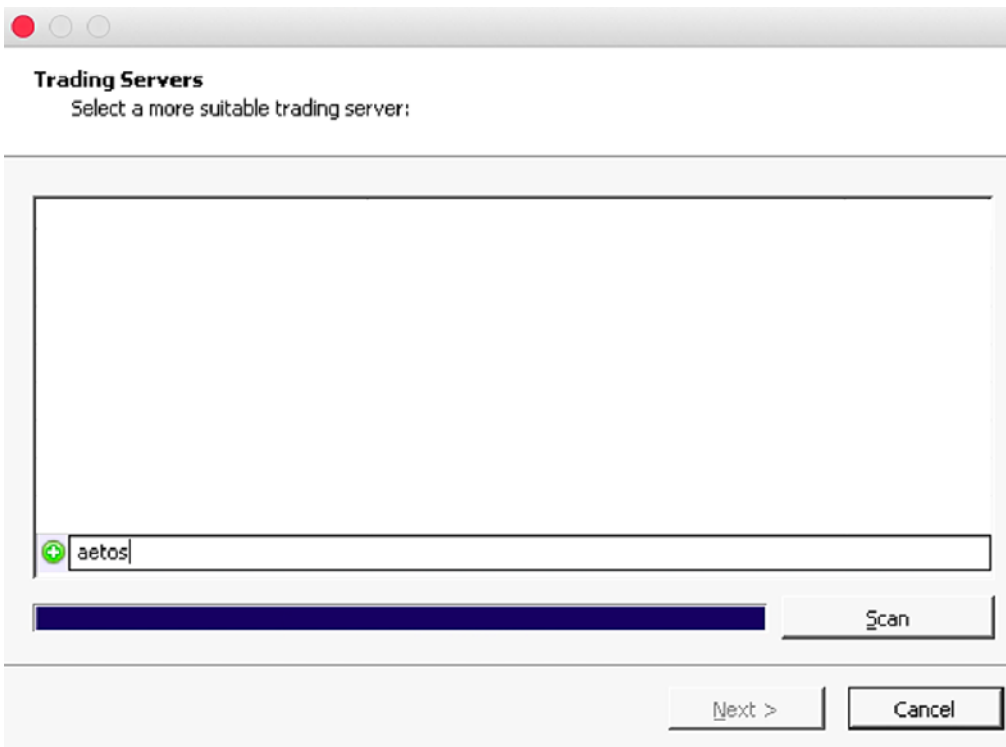 Trading Servers
Select a more suitable trading server:
aetos
Scan
Next >
Cancel